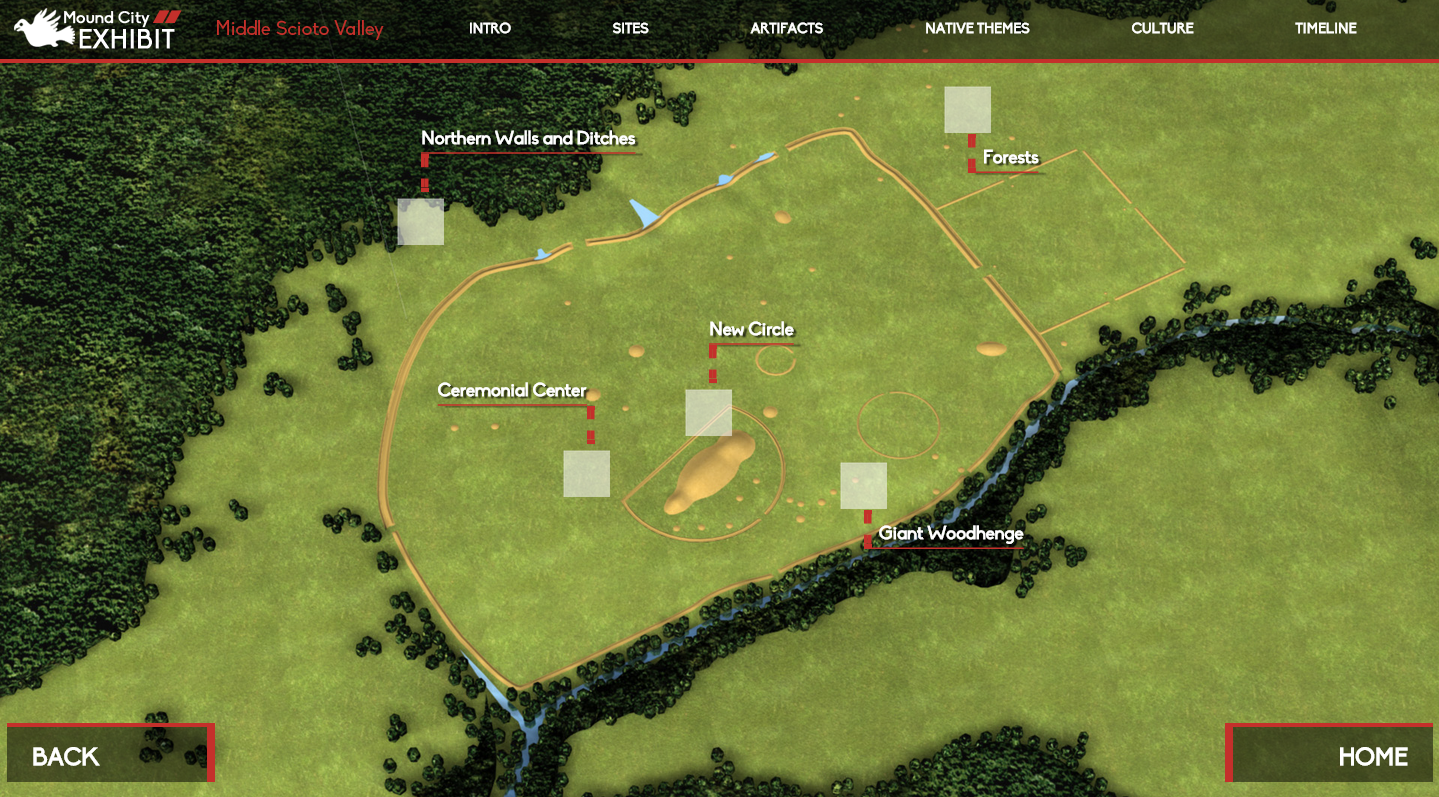 Mound City
EXHIBIT
Middle Scioto Valley
INTRO
SITES
ARTIFACTS
NATIVE THEMES
CULTURE
TIMELINE
Northern Walls and Ditches
Forests
New Circle
Ceremonial Center
Giant Woodhenge
BACK
HOME